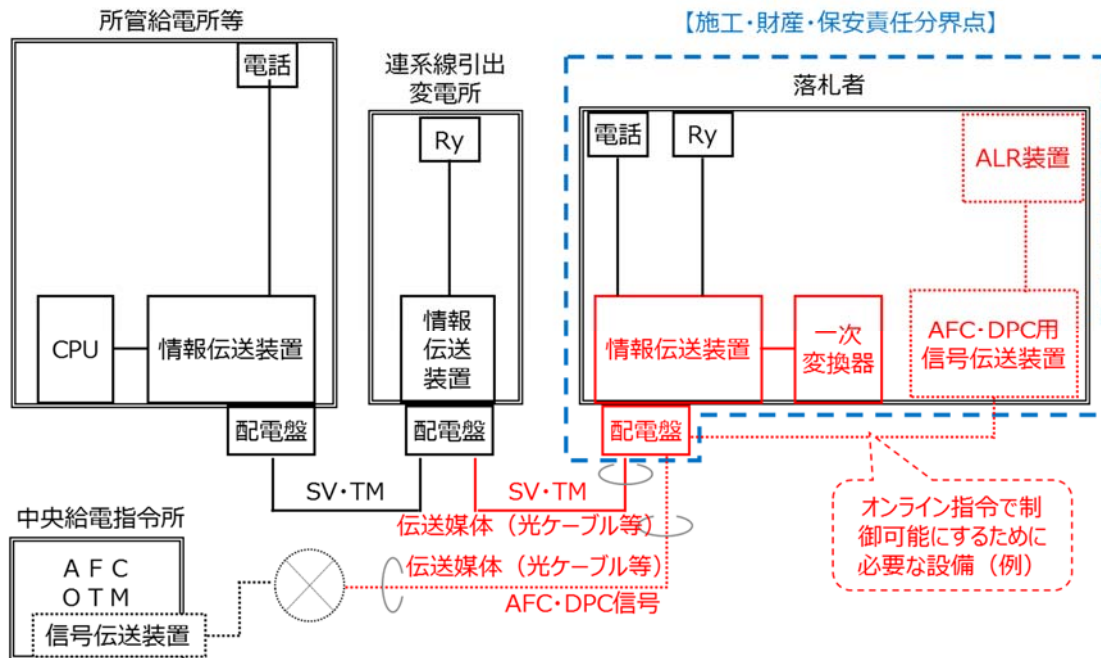 所管給電所等
【施工・財産・保安責任分界点】
電話
連系線引出
変電所
落札者
Ry
電話
Ry
ALR装置
CPU
情報伝送装置
情報
伝送
装置
情報伝送装置
一次
変換器
AFC・DPC用
信号伝送装置
配電盤
配電盤
配電盤
SV・TM
SV・TM
伝送媒体（光ケーブル等）
オンライン指令で制
御可能にするために
必要な設備（例）
中央給電指令所
ＡＦＣ
ＯＴＭ
信号伝送装置
伝送媒体（光ケーブル等）
AFC・DPC信号